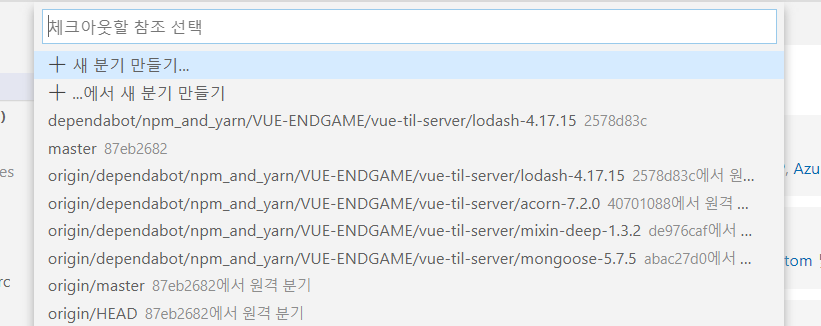 체크아웃할 참조 선택
+ 새 분기 만들기...
+ ...에서 새 분기 만들기
dependabot/npm_and_yarn/VUE-ENDGAME/vue-til-server/lodash-4.17.15 2578d83c
master 87eb2682
origin/dependabot/npm_and_yarn/VUE-ENDGAME/vue-til-server/lodash-4.17.15 2578d83c에서 원...
origin/dependabot/npm_and_yarn/VUE-ENDGAME/vue-til-server/acorn-7.2.0 40701088에서 원격 ...
origin/dependabot/npm_and_yarn/VUE-ENDGAME/vue-til-server/mixin-deep-1.3.2 de976caf에서 ...
origin/dependabot/npm_and_yarn/VUE-ENDGAME/vue-til-server/mongoose-5.7.5 abac27d0에서 ...
origin/master 87eb2682에서 원격 분기
origin/HEAD 87eb2682에서 원격 분기
)
es
rc
, Azu
tom